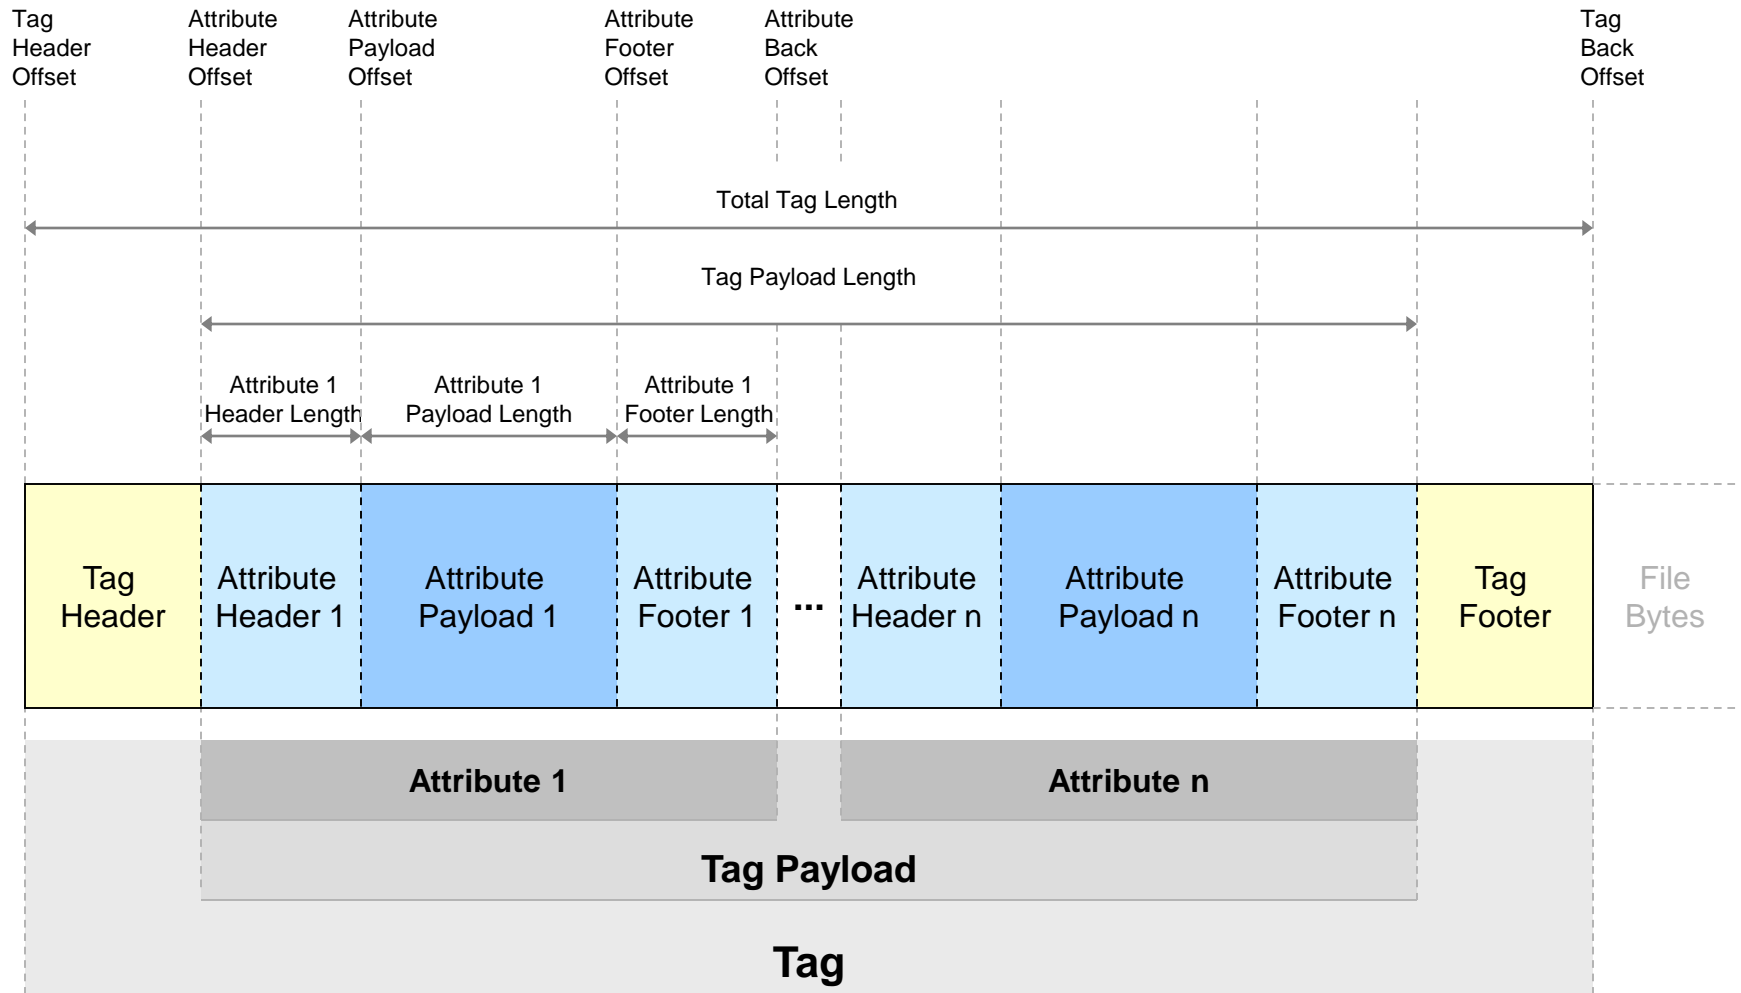 Tag
Header
Offset
Attribute
Header
Offset
Attribute
Payload
Offset
Attribute
Footer
Offset
Attribute
Back
Offset
Tag
Back
Offset
Total Tag Length
Tag Payload Length
Attribute 1
Header Length
Attribute 1
Payload Length
Attribute 1
Footer Length
Tag
Header
Attribute
Header 1
Attribute
Payload 1
Attribute
Footer 1
...
Attribute
Header n
Attribute
Payload n
Attribute
Footer n
Tag
Footer
File
Bytes
Attribute 1
Attribute n
Tag Payload
Tag